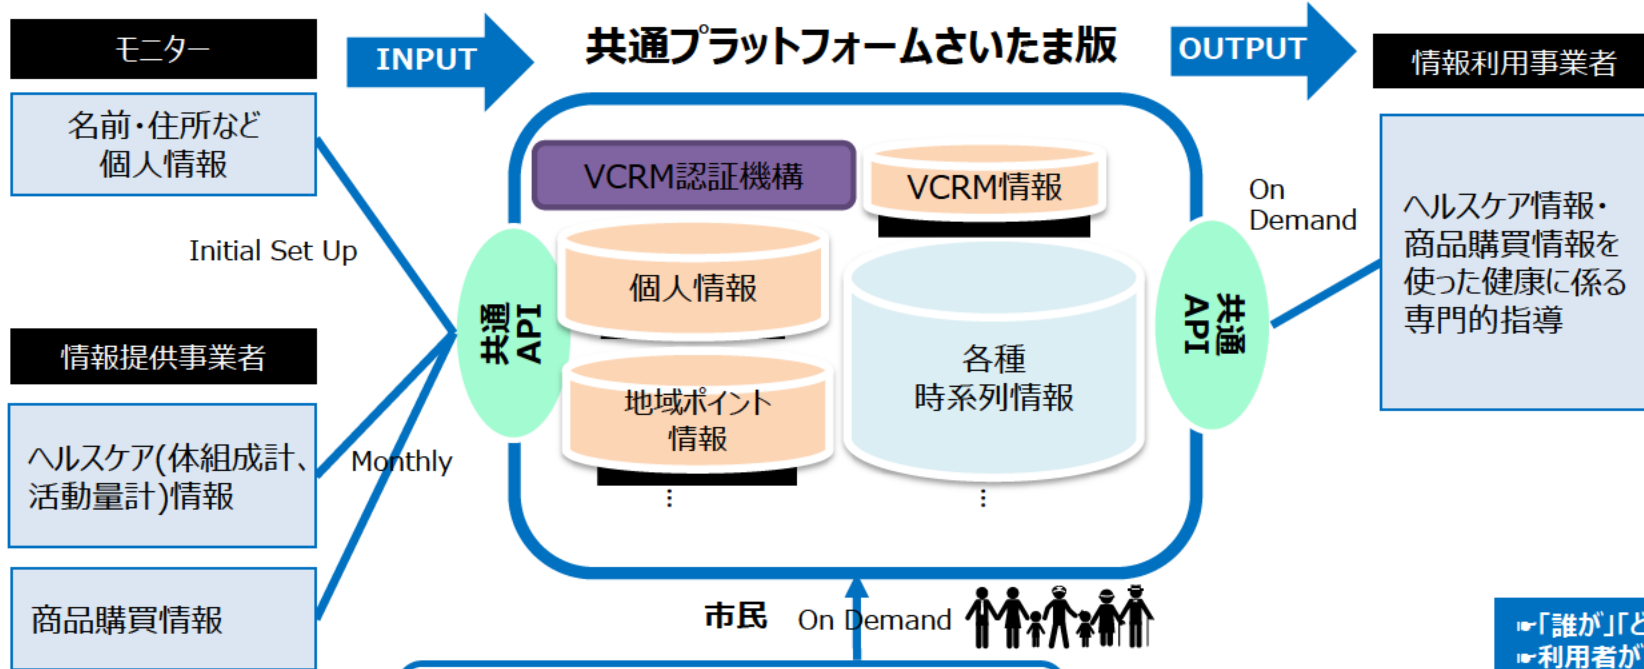 モニター
INPUT
共通プラットフォームさいたま版
OUTPUT
情報利用事業者
名前・住所など
個人情報
Initial Set Up
情報提供事業者
ヘルスケア(体組成計、
活動量計)情報
Monthly
商品購買情報
共通
API
VCRM認証機構
VCRM情報
個人情報
地域ポイント
情報
⋮
各種
時系列情報
⋮
共通
API
On
Demand
ヘルスケア情報・
商品購買情報を
使った健康に係る
専門的指導
市民 On Demand
☛「誰が」「ど
☛利用者が